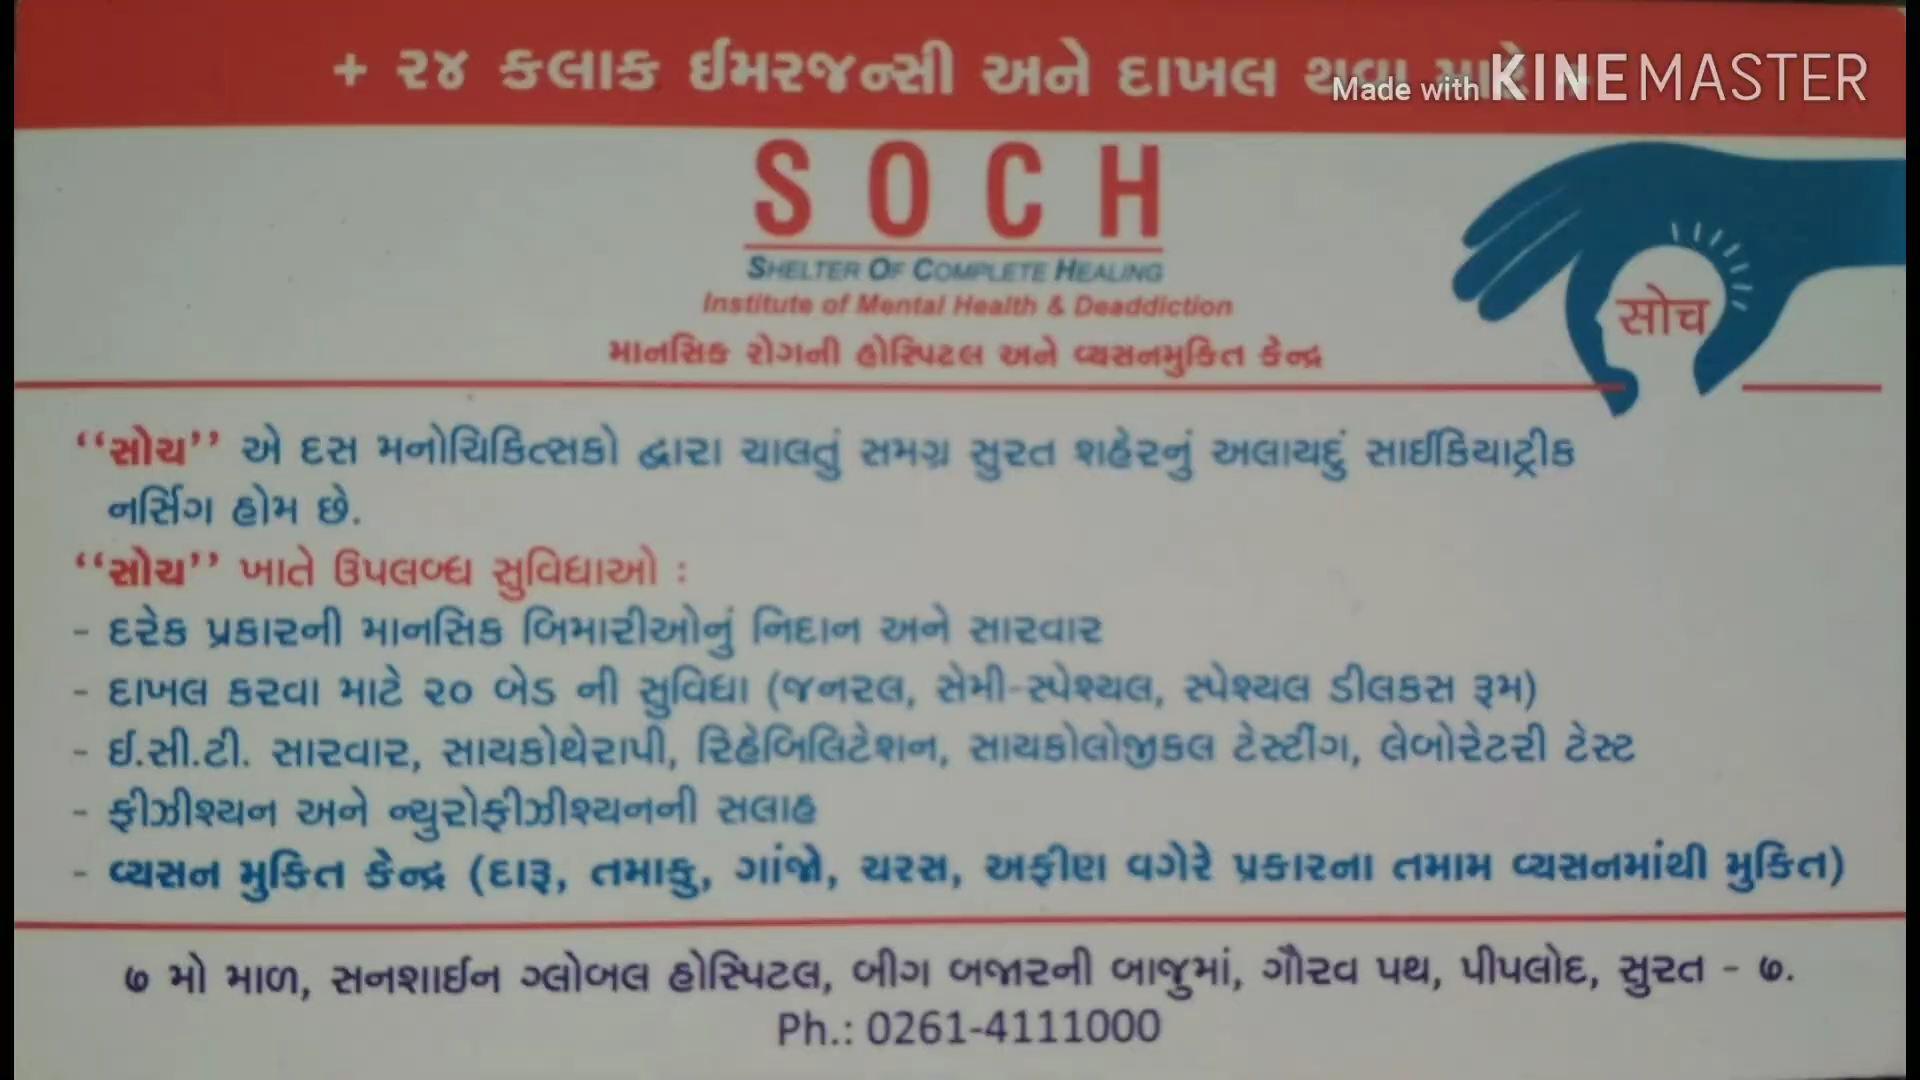 + ૨૪ કલાક ઈમરજન્સી અને દાખલ થવા
Made with KINEMASTER
SOCH
SHELTER OF COMPLETE HEALING
Institute of Mental Health & Deaddiction
માનસિક રોગની હોસ્પિટલ અને વ્યસનમુકિત કેન્દ્ર
सोच
“સોચ” એ દસ મનોચિકિત્સકો દ્વારા ચાલતું સમગ્ર સુરત શહેરનું અલાયદું સાઈકિયાટ્રીક
નર્સિગ હોમ છે.
“સોચ” ખાતે ઉપલબ્ધ સુવિધાઓ :
- દરેક પ્રકારની માનસિક બિમારીઓનું નિદાન અને સારવાર
- દાખલ કરવા માટે ૨૦ બેડ ની સુવિધા (જનરલ, સેમી-સ્પેશ્યલ, સ્પેશ્યલ ડીલકસ રૂમ)
- ઈ.સી.ટી. સારવાર, સાયકોથેરાપી, રિહેબિલિટેશન, સાયકોલોજીકલ ટેસ્ટીંગ, લેબોરેટરી ટેસ્ટ
- ફીઝીશ્યન અને ન્યુરોફીઝીશ્યનની સલાહ
- વ્યસન મુકિત કેન્દ્ર (દારૂ, તમાકુ, ગાંજો, ચરસ, અફીણ વગેરે પ્રકારના તમામ વ્યસનમાંથી મુકિત)
૭ મો માળ, સનશાઈન ગ્લોબલ હોસ્પિટલ, બીગ બજારની બાજુમાં, ગૌરવ પથ, પીપલોદ, સુરત - ૭.
Ph.: 0261-4111000